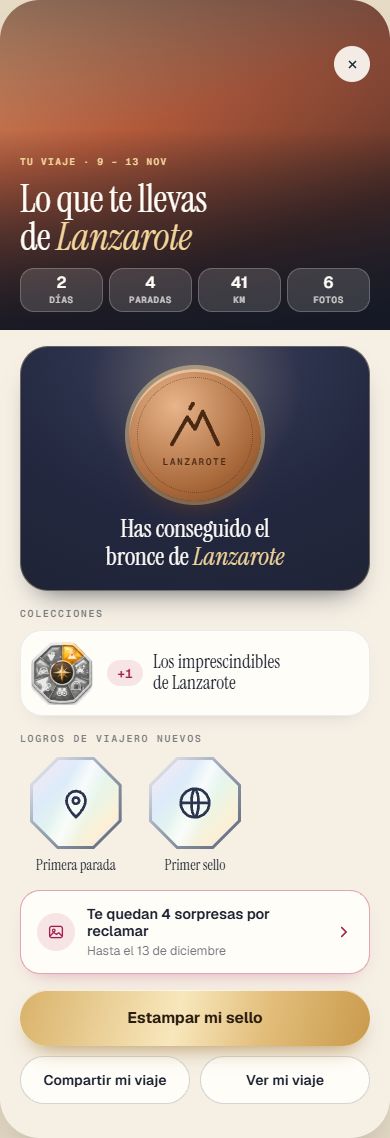 TU VIAJE · 9 – 13 NOV
Lo que te llevas
de Lanzarote
2
DÍAS
4
PARADAS
41
KM
6
FOTOS
LANZAROTE
Has conseguido el
bronce de Lanzarote
COLECCIONES
+1
Los imprescindibles
de Lanzarote
LOGROS DE VIAJERO NUEVOS
Primera parada
Primer sello
Te quedan 4 sorpresas por
reclamar
Hasta el 13 de diciembre
Estampar mi sello
Compartir mi viaje
Ver mi viaje